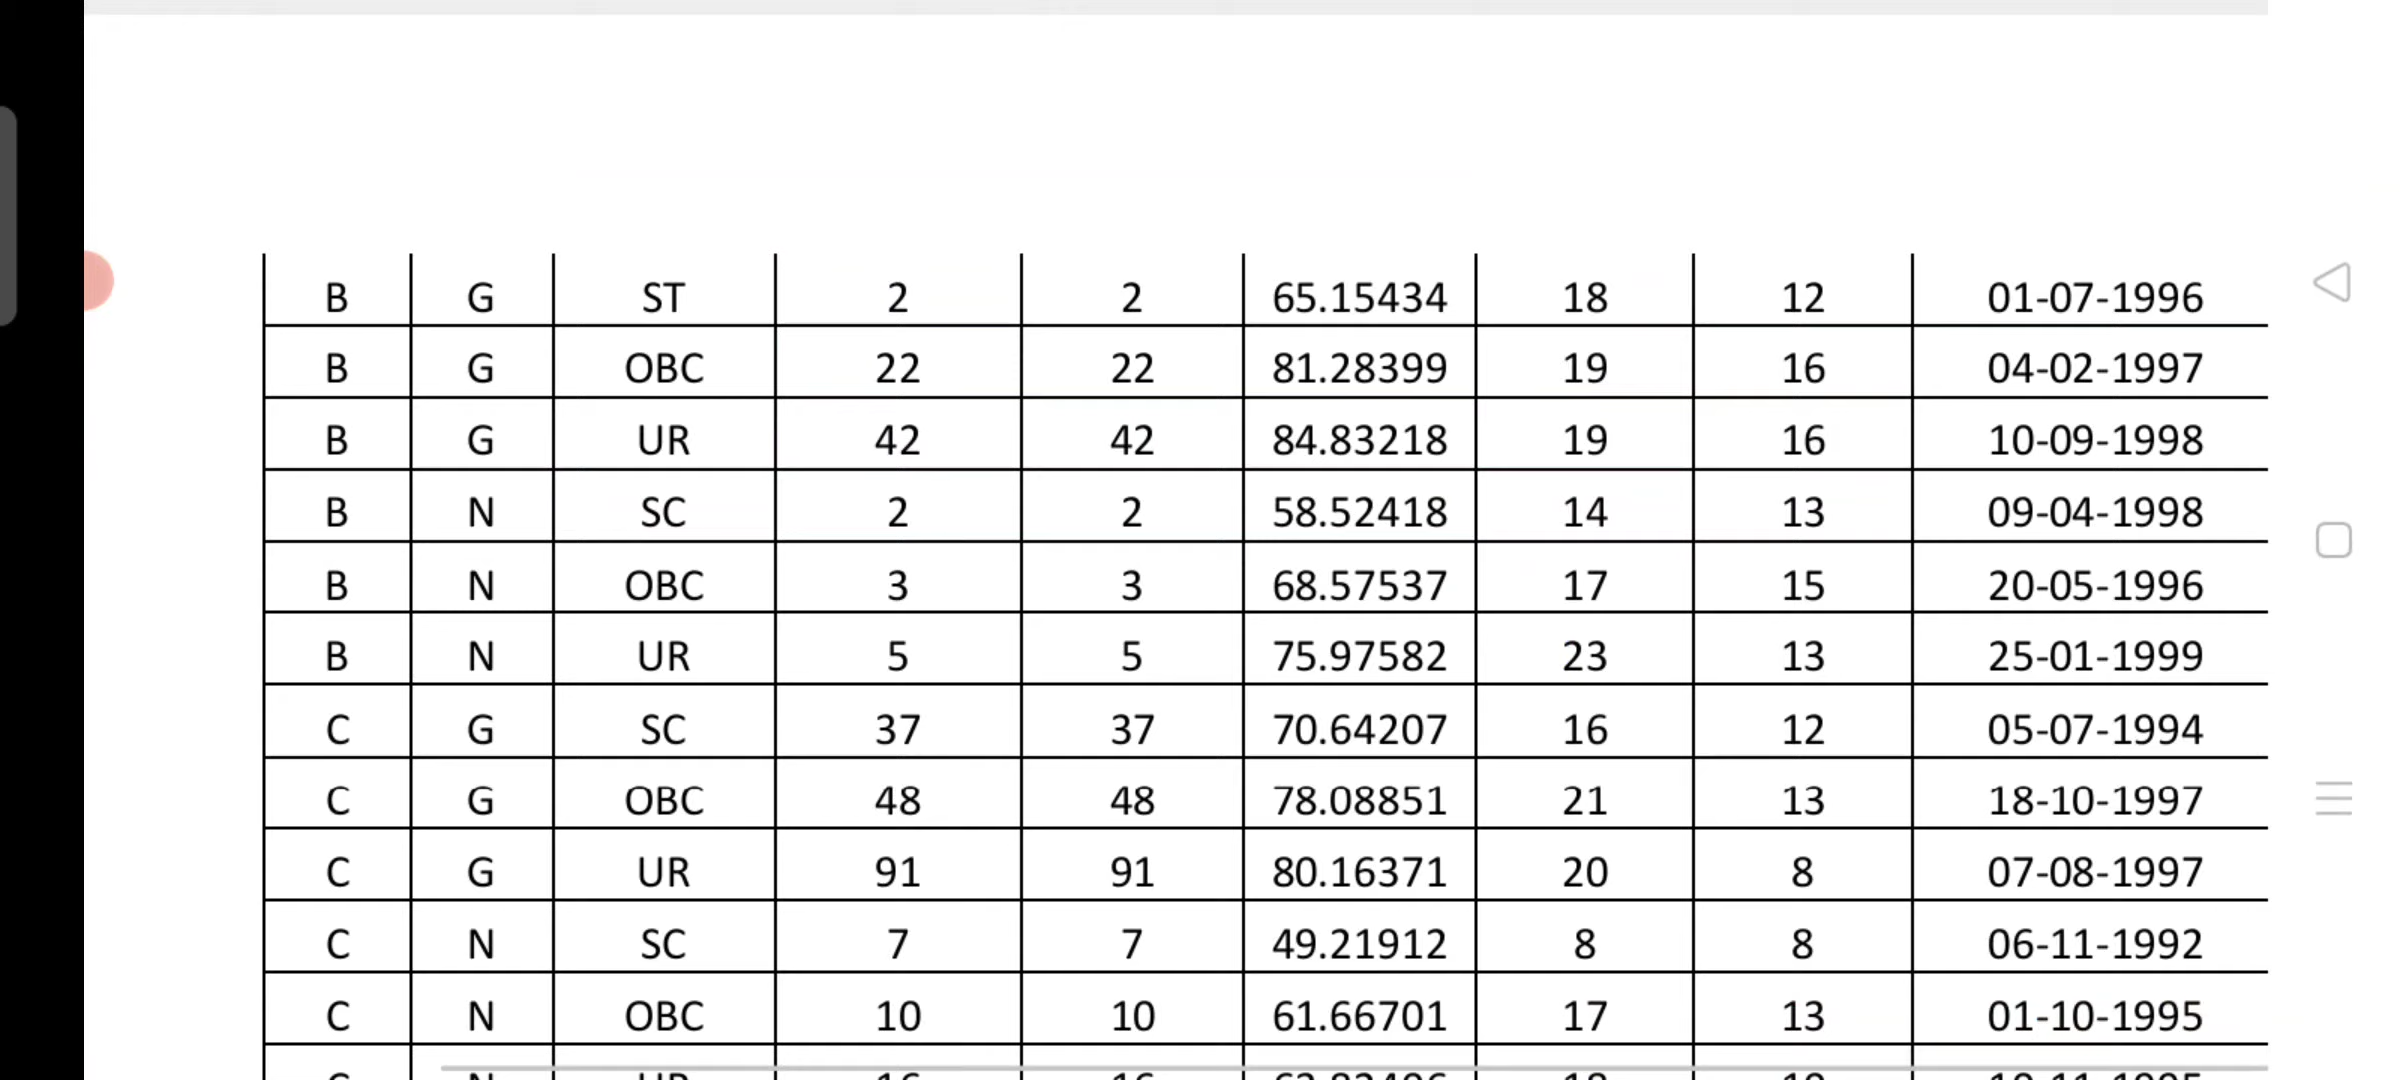 B G ST 2 2 65.15434 18 12 01-07-1996
B G OBC 22 22 81.28399 19 16 04-02-1997
B G UR 42 42 84.83218 19 16 10-09-1998
B N SC 2 2 58.52418 14 13 09-04-1998
B N OBC 3 3 68.57537 17 15 20-05-1996
B N UR 5 5 75.97582 23 13 25-01-1999
C G SC 37 37 70.64207 16 12 05-07-1994
C G OBC 48 48 78.08851 21 13 18-10-1997
C G UR 91 91 80.16371 20 8 07-08-1997
C N SC 7 7 49.21912 8 8 06-11-1992
C N OBC 10 10 61.66701 17 13 01-10-1995